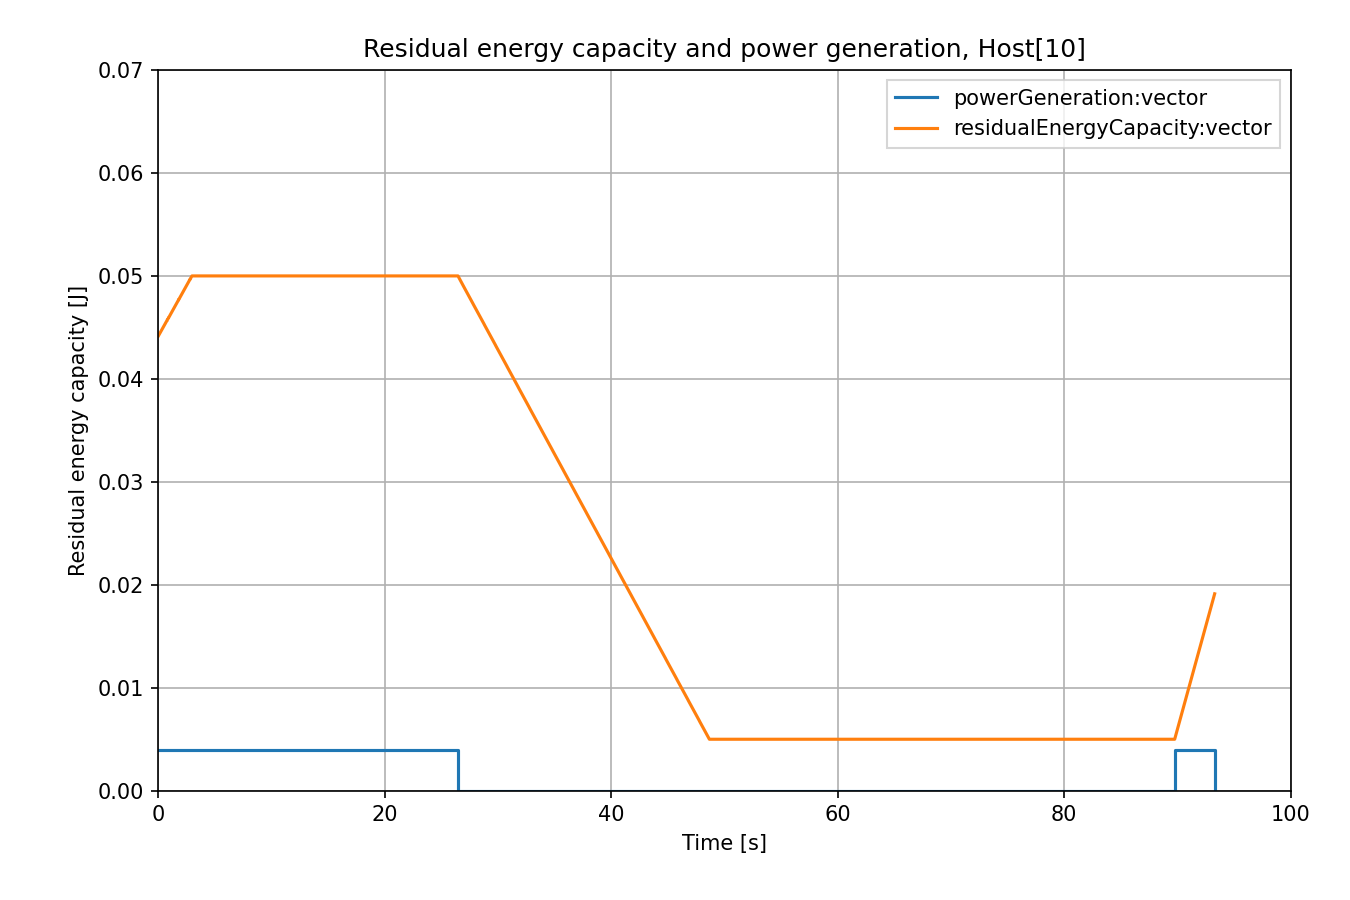 Residual energy capacity and power generation, Host[10]
powerGeneration:vector
residualEnergyCapacity:vector
0.07
0.06
0.05
0.04
0.03
0.02
0.01
0.00
Residual energy capacity [J]
0 20 40 60 80 100
Time [s]